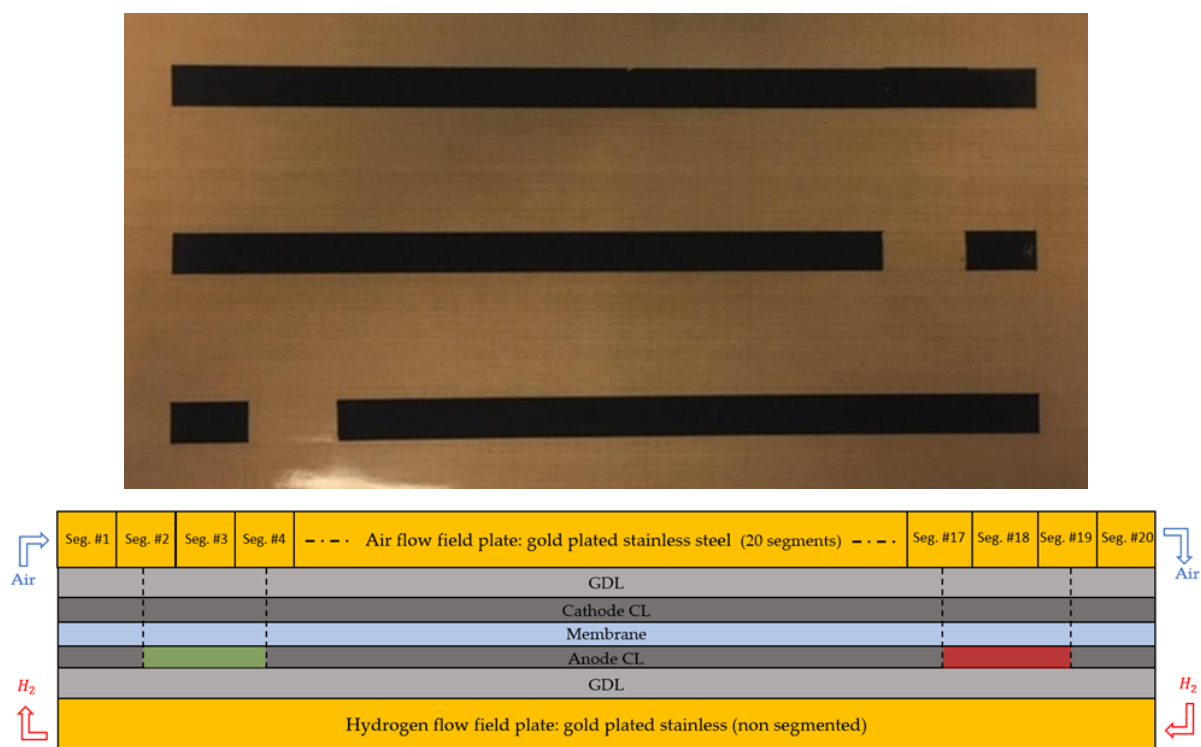 Seg. #1 Seg. #2 Seg. #3 Seg. #4 Air flow field plate: gold plated stainless steel (20 segments) Seg. #17 Seg. #18 Seg. #19 Seg. #20
Air Air
GDL
Cathode CL
Membrane
Anode CL
H₂ GDL H₂
Hydrogen flow field plate: gold plated stainless (non segmented)